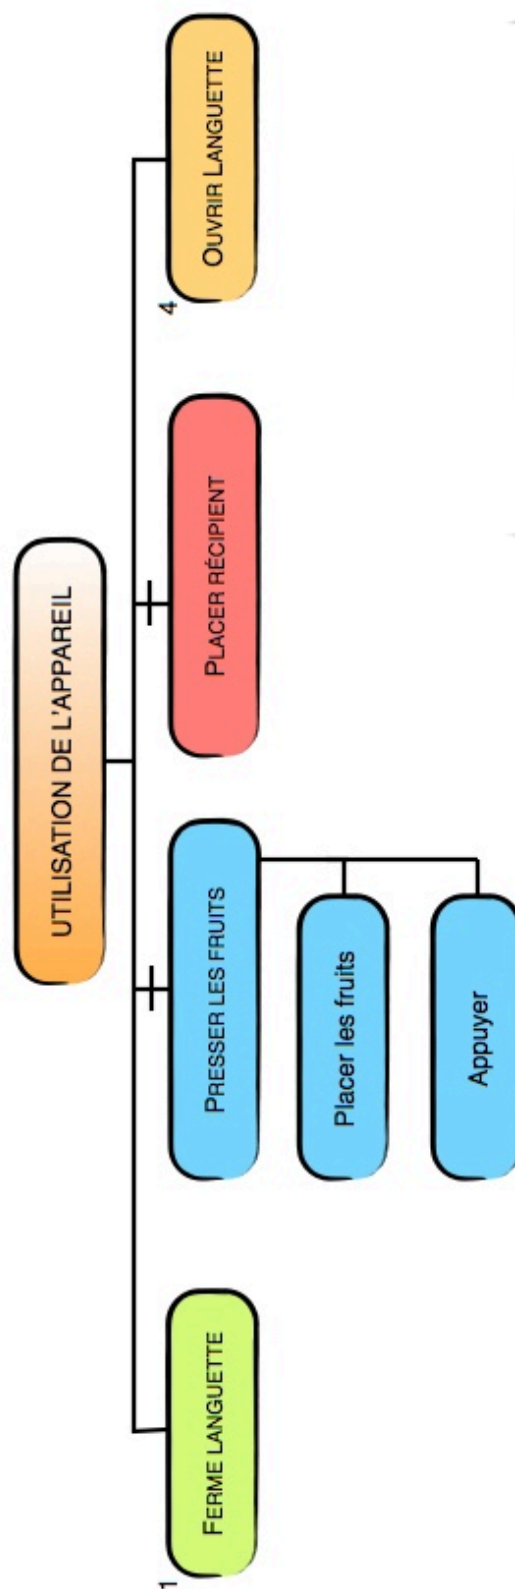 UTILISATION DE L'APPAREIL
1
FERME LANGUETTE
PRESSER LES FRUITS
Placer les fruits
Appuyer
PLACER RÉCIPIENT
4
OUVRIR LANGUETTE